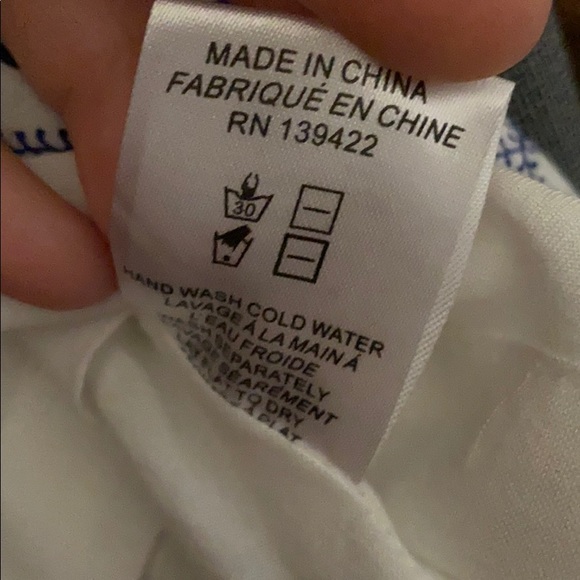 MADE IN CHINA
FABRIQUÉ EN CHINE
RN 139422
30
HAND WASH COLD WATER
LAVAGE À LA MAIN À
L'EAU FROIDE
WASH SEPARATELY
SÉPARÉMENT
TO DRY
À PLAT